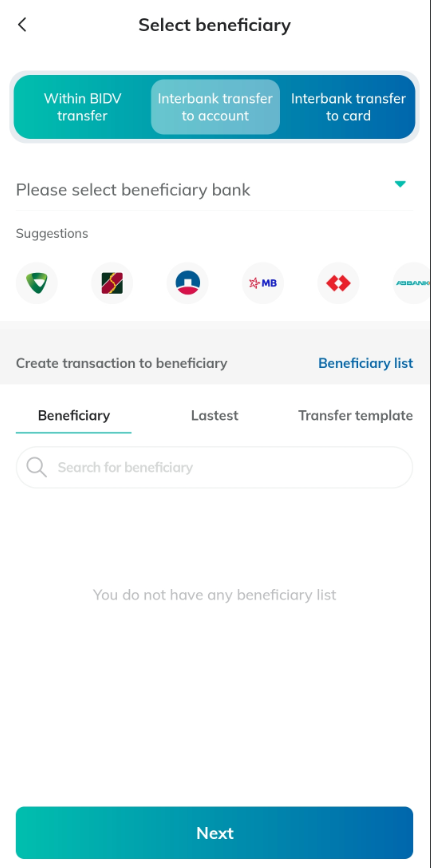 Select beneficiary
Within BIDV
transfer
Interbank transfer
to account
Interbank transfer
to card
Please select beneficiary bank
Suggestions
MB
ABBANK
Create transaction to beneficiary
Beneficiary list
Beneficiary
Lastest
Transfer template
Search for beneficiary
You do not have any beneficiary list
Next